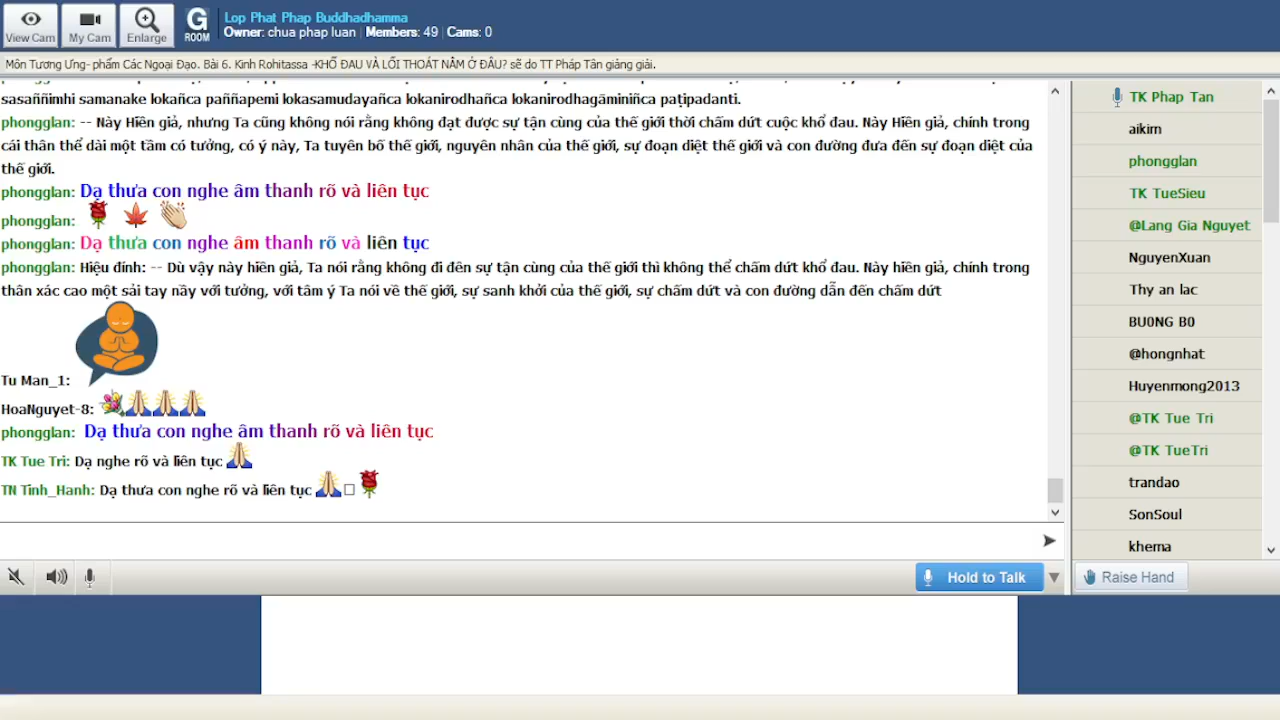 View Cam
My Cam
Enlarge
G
ROOM
Lop Phat Phap Buddhadhamma
Owner: chua phap luan | Members: 49 | Cams: 0
Môn Tương Ưng- phẩm Các Ngoại Đạo. Bài 6. Kinh Rohitassa -KHỔ ĐAU VÀ LỐI THOÁT NẰM Ở ĐÂU? sẽ do TT Pháp Tân giảng giải.
sasaññimhi samanake lokañca paññapemi lokasamudayañca lokanirodhañca lokanirodhagāminiñca paṭipadanti.
phongglan: -- Này Hiền giả, nhưng Ta cũng không nói rằng không đạt được sự tận cùng của thế giới thời chấm dứt cuộc khổ đau. Này Hiền giả, chính trong
cái thân thể dài một tầm có tưởng, có ý này, Ta tuyên bố thế giới, nguyên nhân của thế giới, sự đoạn diệt thế giới và con đường đưa đến sự đoạn diệt của
thế giới.
phongglan: Dạ thưa con nghe âm thanh rõ và liên tục
phongglan:
phongglan: Dạ thưa con nghe âm thanh rõ và liên tục
phongglan: Hiệu đính: -- Dù vậy này hiền giả, Ta nói rằng không đi đến sự tận cùng của thế giới thì không thể chấm dứt khổ đau. Này hiền giả, chính trong
thân xác cao một sải tay nầy với tưởng, với tâm ý Ta nói về thế giới, sự sanh khởi của thế giới, sự chấm dứt và con đường dẫn đến chấm dứt
Tu Man_1:
HoaNguyet-8:
phongglan: Dạ thưa con nghe âm thanh rõ và liên tục
TK Tue Tri: Dạ nghe rõ và liên tục
TN Tinh_Hanh: Dạ thưa con nghe rõ và liên tục
Hold to Talk
TK Phap Tan
aikim
phongglan
TK TueSieu
@Lang Gia Nguyet
NguyenXuan
Thy an lac
BU0NG B0
@hongnhat
Huyenmong2013
@TK Tue Tri
@TK TueTri
trandao
SonSoul
khema
Raise Hand